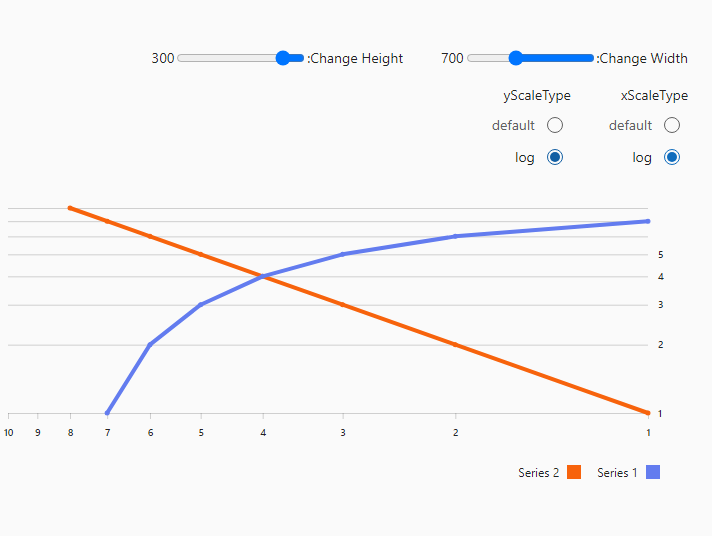 300 :Change Height 700 :Change Width
yScaleType xScaleType
default default
log log
5
4
3
2
1
10 9 8 7 6 5 4 3 2 1
Series 2 Series 1